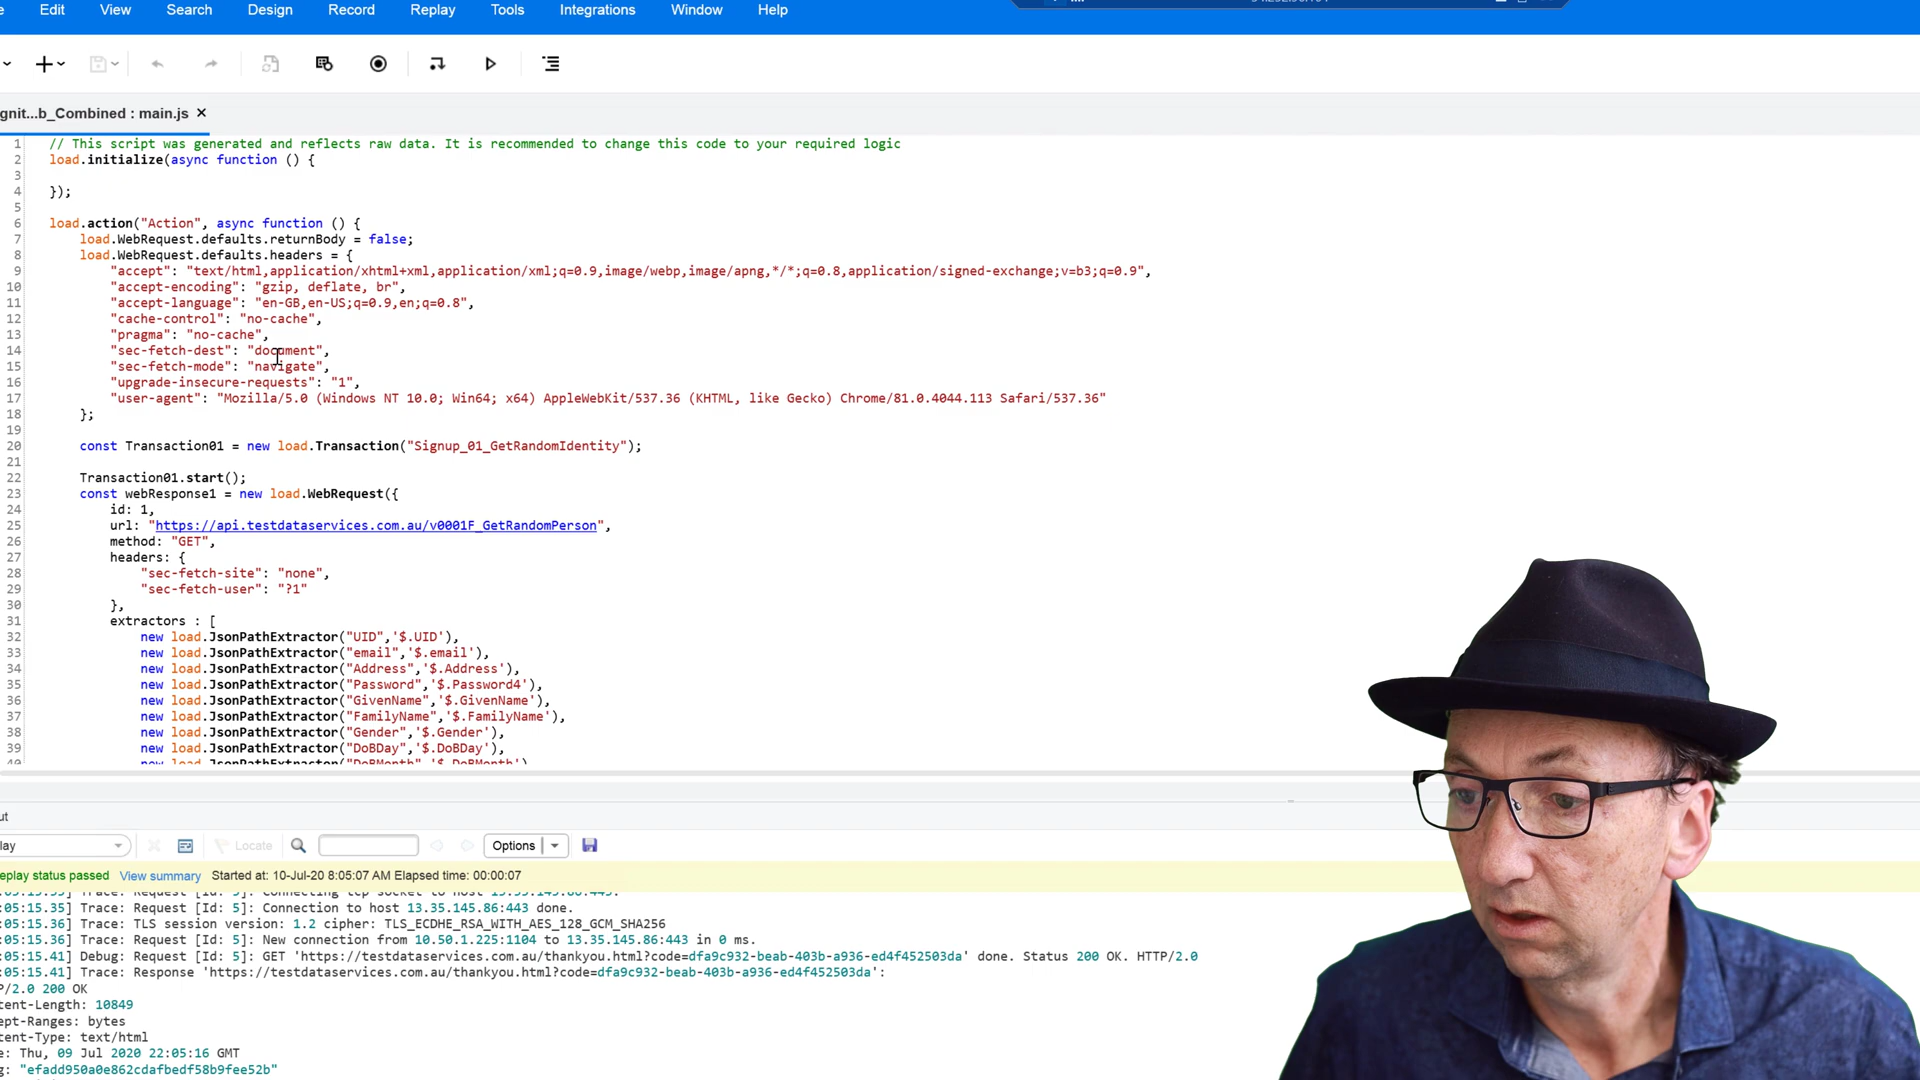 Edit View Search Design Record Replay Tools Integrations Window Help
gnit...b_Combined : main.js ×
1 // This script was generated and reflects raw data. It is recommended to change this code to your required logic
2 load.initialize(async function () {
3
4 });
5
6 load.action("Action", async function () {
7 load.WebRequest.defaults.returnBody = false;
8 load.WebRequest.defaults.headers = {
9 "accept": "text/html,application/xhtml+xml,application/xml;q=0.9,image/webp,image/apng,*/*;q=0.8,application/signed-exchange;v=b3;q=0.9",
10 "accept-encoding": "gzip, deflate, br",
11 "accept-language": "en-GB,en-US;q=0.9,en;q=0.8",
12 "cache-control": "no-cache",
13 "pragma": "no-cache",
14 "sec-fetch-dest": "document",
15 "sec-fetch-mode": "navigate",
16 "upgrade-insecure-requests": "1",
17 "user-agent": "Mozilla/5.0 (Windows NT 10.0; Win64; x64) AppleWebKit/537.36 (KHTML, like Gecko) Chrome/81.0.4044.113 Safari/537.36"
18 };
19
20 const Transaction01 = new load.Transaction("Signup_01_GetRandomIdentity");
21
22 Transaction01.start();
23 const webResponse1 = new load.WebRequest({
24 id: 1,
25 url: "https://api.testdataservices.com.au/v0001F_GetRandomPerson",
26 method: "GET",
27 headers: {
28 "sec-fetch-site": "none",
29 "sec-fetch-user": "?1"
30 },
31 extractors : [
32 new load.JsonPathExtractor("UID",'$.UID'),
33 new load.JsonPathExtractor("email",'$.email'),
34 new load.JsonPathExtractor("Address",'$.Address'),
35 new load.JsonPathExtractor("Password",'$.Password4'),
36 new load.JsonPathExtractor("GivenName",'$.GivenName'),
37 new load.JsonPathExtractor("FamilyName",'$.FamilyName'),
38 new load.JsonPathExtractor("Gender",'$.Gender'),
39 new load.JsonPathExtractor("DoBDay",'$.DoBDay'),
40 new load.JsonPathExtractor("DoBMonth",'$.DoBMonth')
ut
lay Locate Options
eplay status passed View summary Started at: 10-Jul-20 8:05:07 AM Elapsed time: 00:00:07
:05:15.35] Trace: Request [Id: 5]: Connecting tcp socket to host 13.35.145.86:443.
:05:15.35] Trace: Request [Id: 5]: Connection to host 13.35.145.86:443 done.
:05:15.36] Trace: TLS session version: 1.2 cipher: TLS_ECDHE_RSA_WITH_AES_128_GCM_SHA256
:05:15.36] Trace: Request [Id: 5]: New connection from 10.50.1.225:1104 to 13.35.145.86:443 in 0 ms.
:05:15.41] Debug: Request [Id: 5]: GET 'https://testdataservices.com.au/thankyou.html?code=dfa9c932-beab-403b-a936-ed4f452503da' done. Status 200 OK. HTTP/2.0
:05:15.41] Trace: Response 'https://testdataservices.com.au/thankyou.html?code=dfa9c932-beab-403b-a936-ed4f452503da':
P/2.0 200 OK
tent-Length: 10849
ept-Ranges: bytes
tent-Type: text/html
e: Thu, 09 Jul 2020 22:05:16 GMT
g: "efadd950a0e862cdafbedf58b9fee52b"